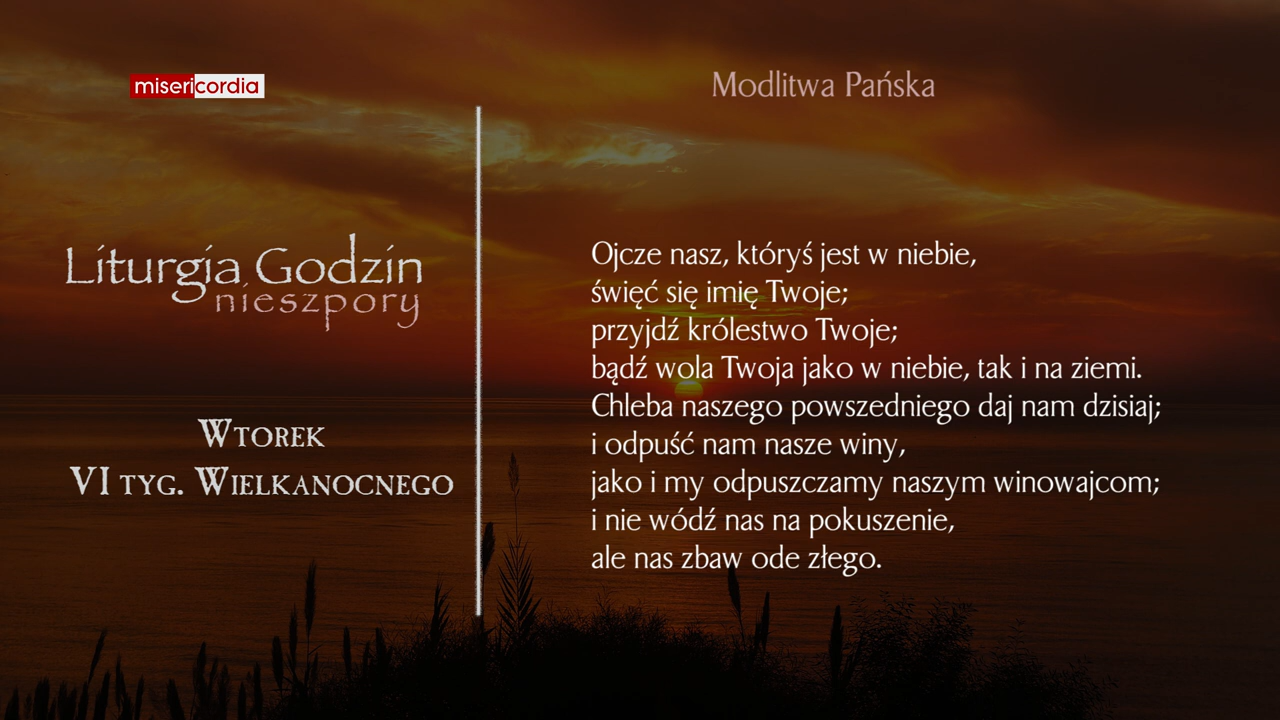 misericordia
Liturgia Godzin
nieszpory
Wtorek
VI tyg. Wielkanocnego
Modlitwa Pańska
Ojcze nasz, któryś jest w niebie,
święć się imię Twoje;
przyjdź królestwo Twoje;
bądź wola Twoja jako w niebie, tak i na ziemi.
Chleba naszego powszedniego daj nam dzisiaj;
i odpuść nam nasze winy,
jako i my odpuszczamy naszym winowajcom;
i nie wódź nas na pokuszenie,
ale nas zbaw ode złego.